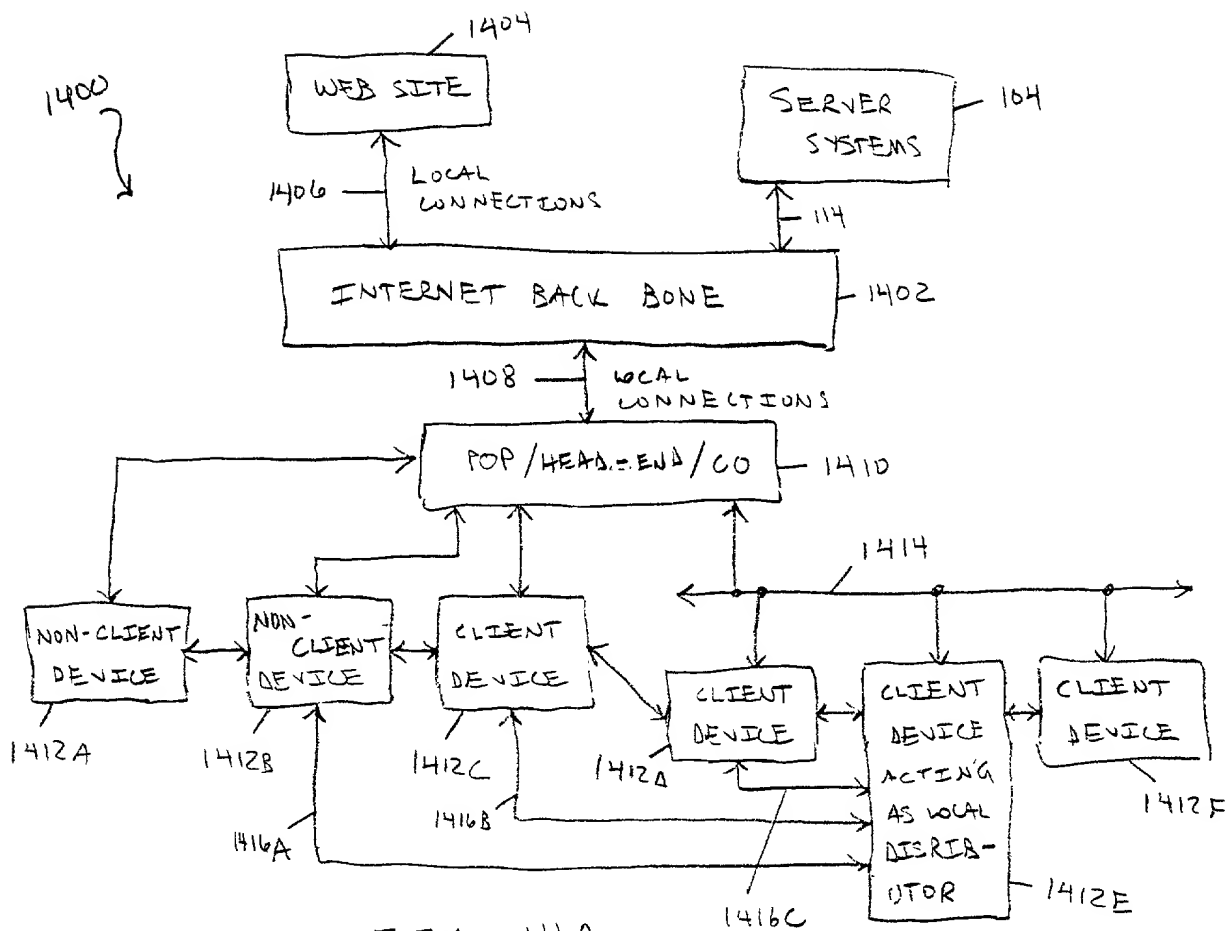 1404
1400
WEB SITE
SERVER
SYSTEMS
104
1406
LOCAL
CONNECTIONS
114
INTERNET BACK BONE
1402
1408
LOCAL
CONNECTIONS
POP/HEAD-END/CO
1410
1414
NON-CLIENT
DEVICE
NON-
CLIENT
DEVICE
CLIENT
DEVICE
CLIENT
DEVICE
CLIENT
DEVICE
ACTING
AS LOCAL
DISRIB-
UTOR
CLIENT
DEVICE
1412A
1412B
1412C
1412D
1412F
1416A
1416B
1416C
1412E